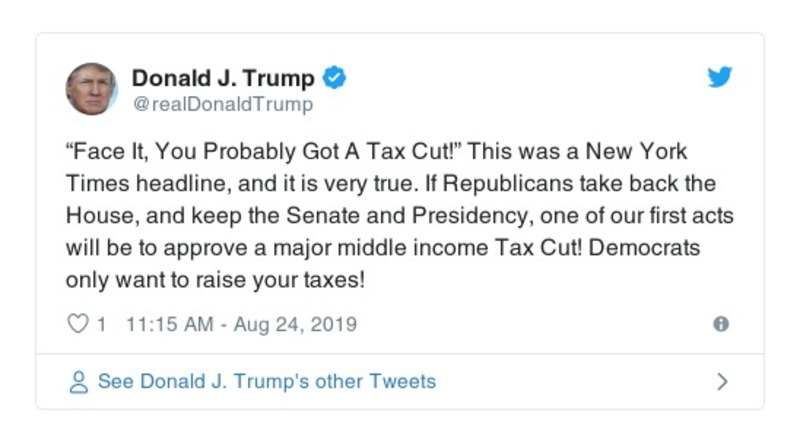 Donald J. Trump
@realDonaldTrump
“Face It, You Probably Got A Tax Cut!” This was a New York
Times headline, and it is very true. If Republicans take back the
House, and keep the Senate and Presidency, one of our first acts
will be to approve a major middle income Tax Cut! Democrats
only want to raise your taxes!
1 11:15 AM - Aug 24, 2019
See Donald J. Trump's other Tweets